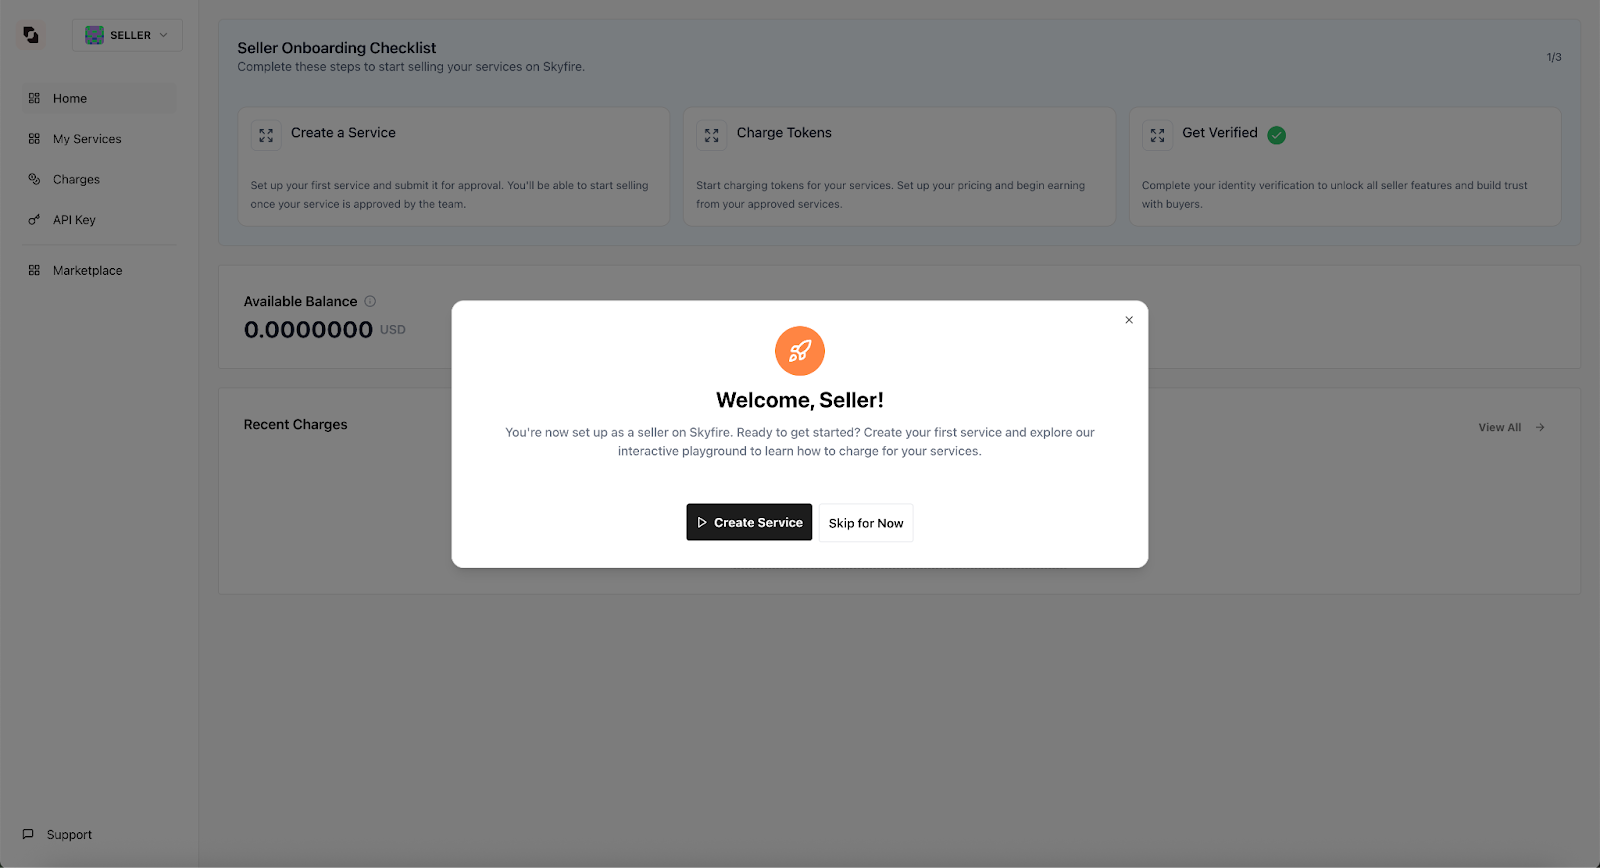 SELLER
Home
My Services
Charges
API Key
Marketplace
Support
Seller Onboarding Checklist
Complete these steps to start selling your services on Skyfire.
1/3
Create a Service
Set up your first service and submit it for approval. You'll be able to start selling
once your service is approved by the team.
Charge Tokens
Start charging tokens for your services. Set up your pricing and begin earning
from your approved services.
Get Verified
Complete your identity verification to unlock all seller features and build trust
with buyers.
Available Balance
0.0000000 USD
Recent Charges
View All
Welcome, Seller!
You're now set up as a seller on Skyfire. Ready to get started? Create your first service and explore our
interactive playground to learn how to charge for your services.
Create Service
Skip for Now